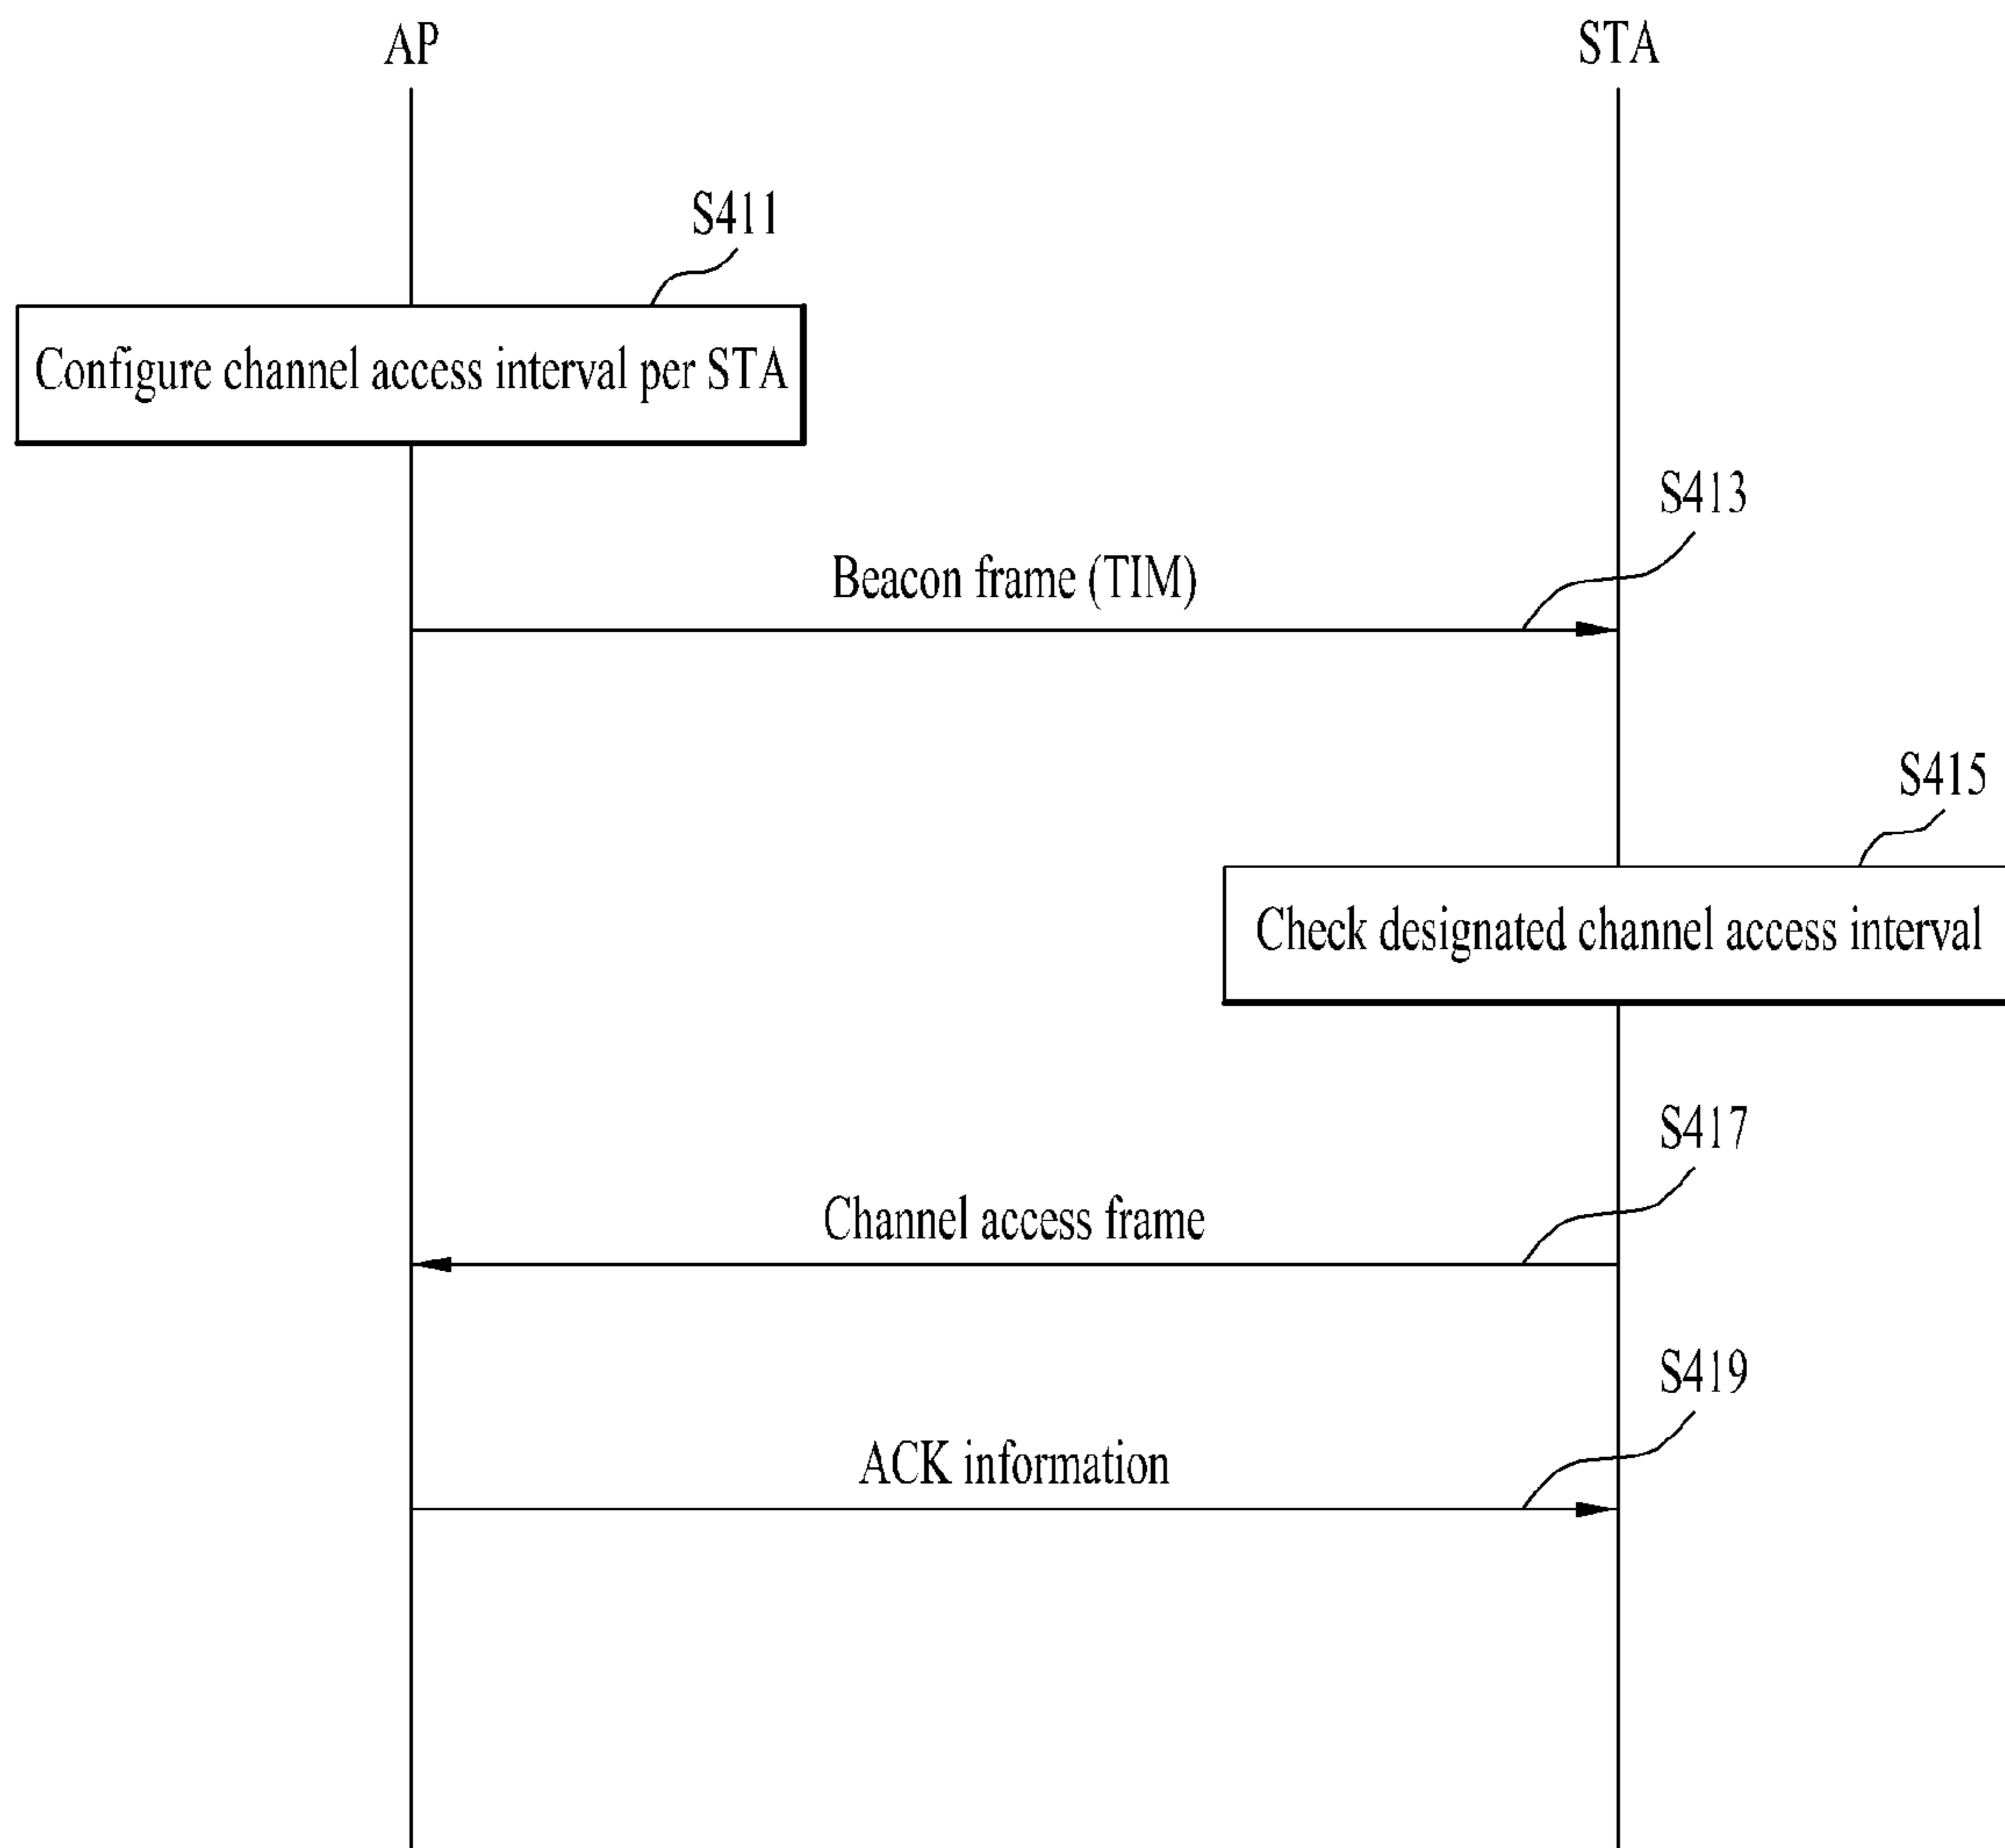 AP
STA
S411
Configure channel access interval per STA
S413
Beacon frame (TIM)
S415
Check designated channel access interval
S417
Channel access frame
S419
ACK information